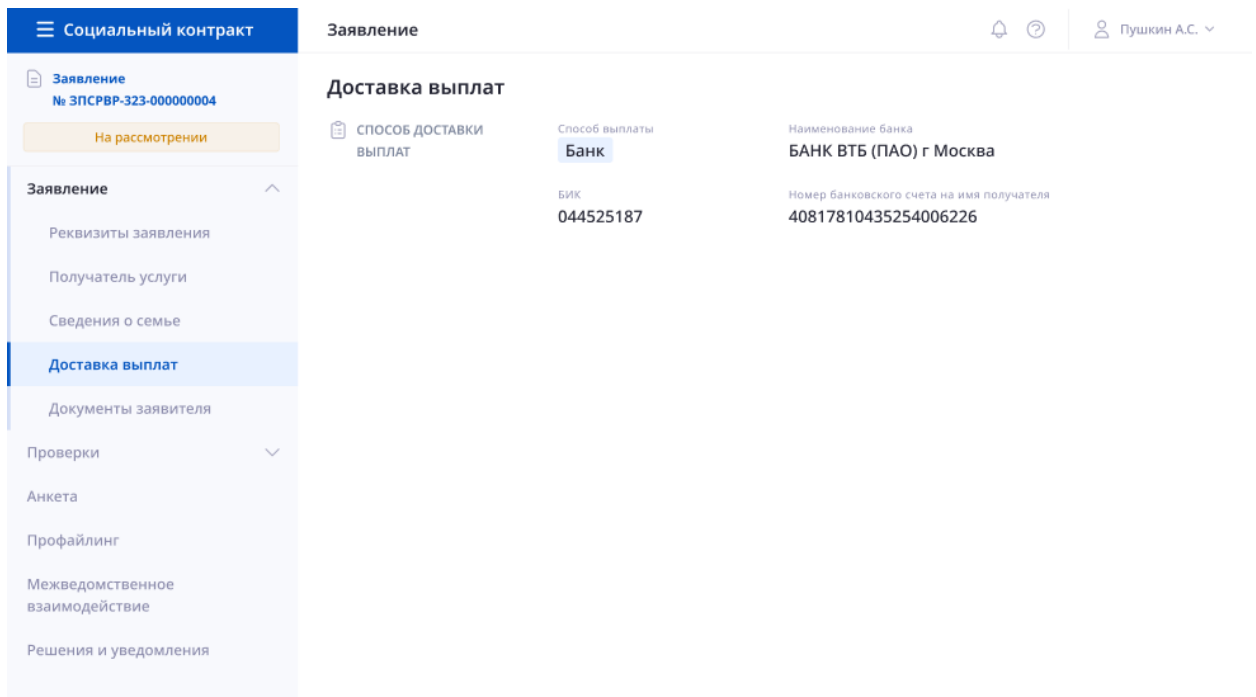 Социальный контракт
Заявление
Пушкин А.С.
Заявление
№ ЗПСРВР-323-000000004
На рассмотрении
Заявление
Реквизиты заявления
Получатель услуги
Сведения о семье
Доставка выплат
Документы заявителя
Проверки
Анкета
Профайлинг
Межведомственное
взаимодействие
Решения и уведомления
Доставка выплат
СПОСОБ ДОСТАВКИ
ВЫПЛАТ
Способ выплаты
Банк
Наименование банка
БАНК ВТБ (ПАО) г Москва
БИК
044525187
Номер банковского счета на имя получателя
40817810435254006226